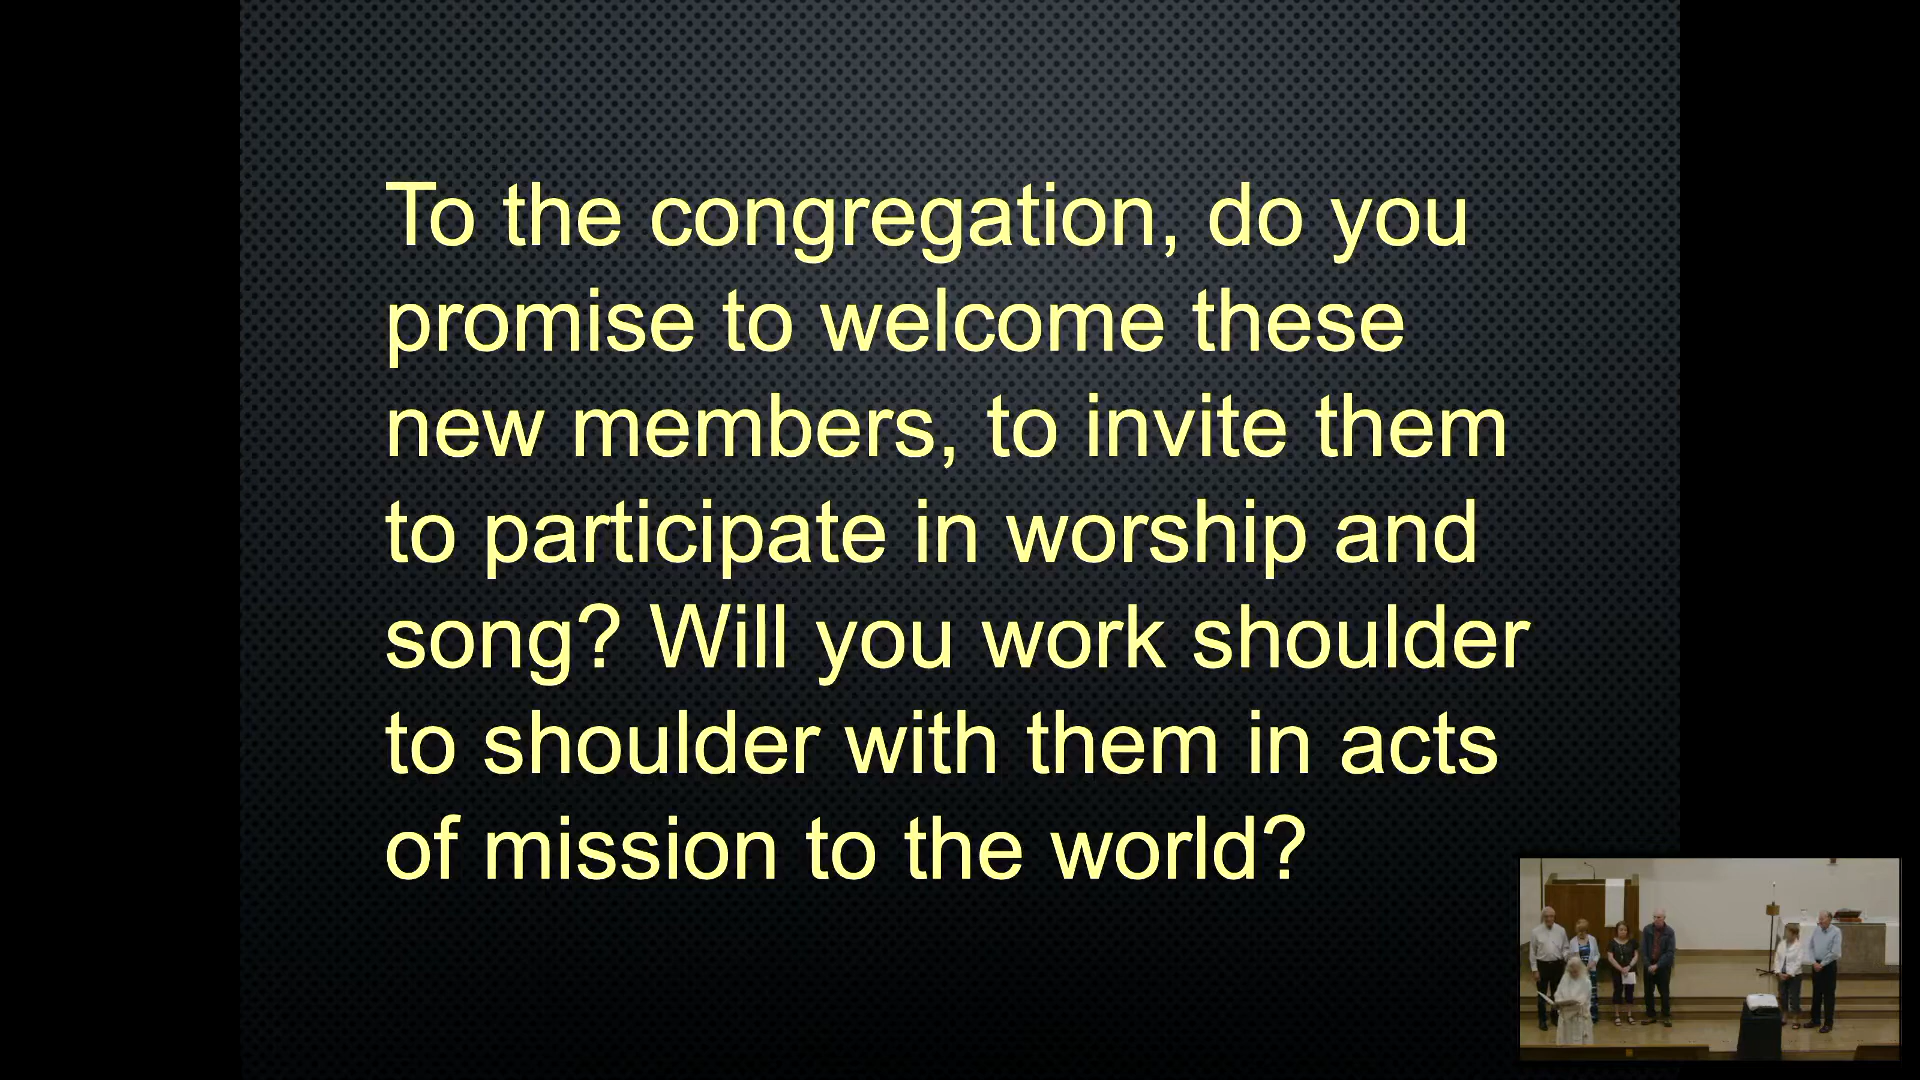 To the congregation, do you
promise to welcome these
new members, to invite them
to participate in worship and
song? Will you work shoulder
to shoulder with them in acts
of mission to the world?